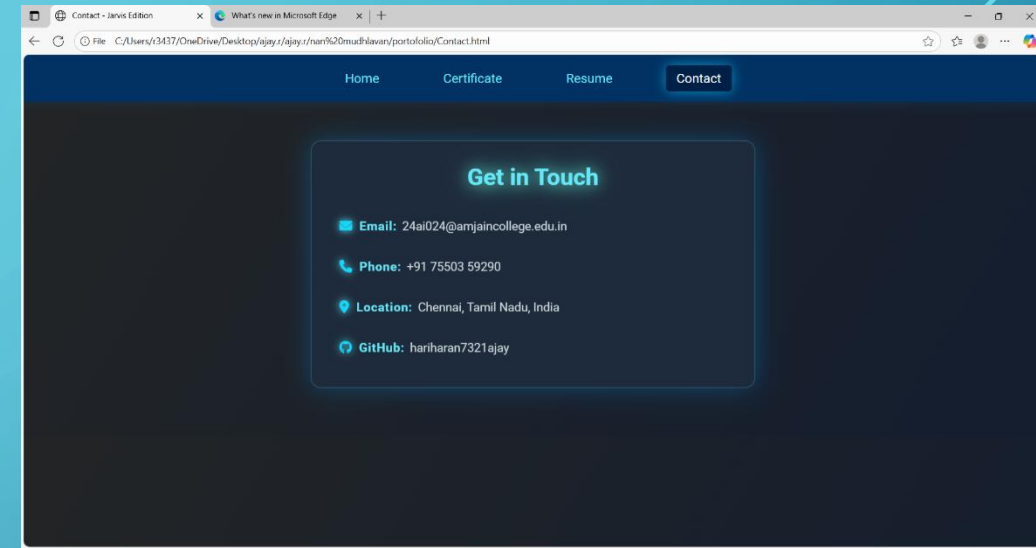 Contact - Jarvis Edition What's new in Microsoft Edge
File C:/Users/r3437/OneDrive/Desktop/ajay.r/ajay.r/nan%20mudhlavan/portofolio/Contact.html
Home Certificate Resume Contact
Get in Touch
Email: 24ai024@amjaincollege.edu.in
Phone: +91 75503 59290
Location: Chennai, Tamil Nadu, India
GitHub: hariharan7321ajay